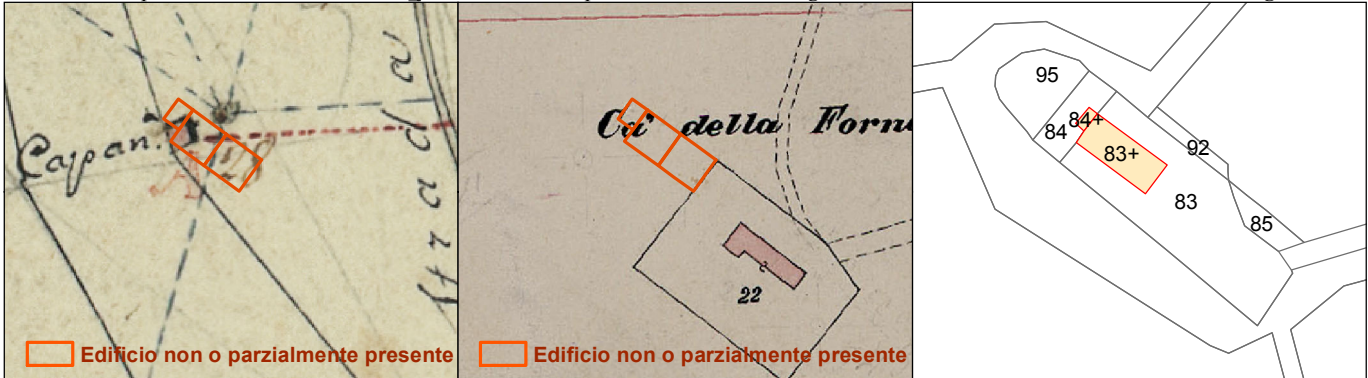 Capan.
Edificio non o parzialmente presente
Ca' della Forn
22
Edificio non o parzialmente presente
95
84+
84
83+
92
83
85